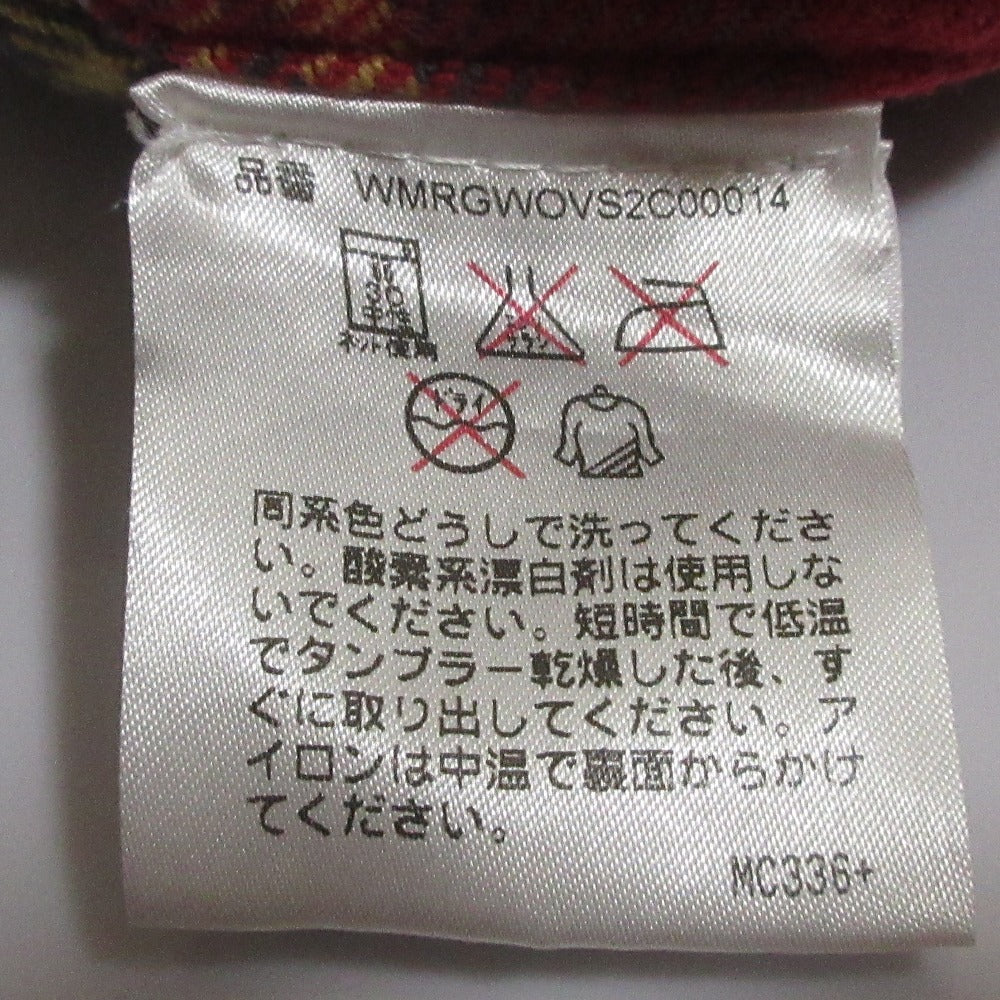 品番 WMRGWOVS2C00014
ネット使用
ドライ
同系色どうしで洗ってくださ
い。酸素系漂白剤は使用しな
いでください。短時間で低温
でタンブラー乾燥した後、す
ぐに取り出してください。ア
イロンは中温で裏面からかけ
てください。
MC336+